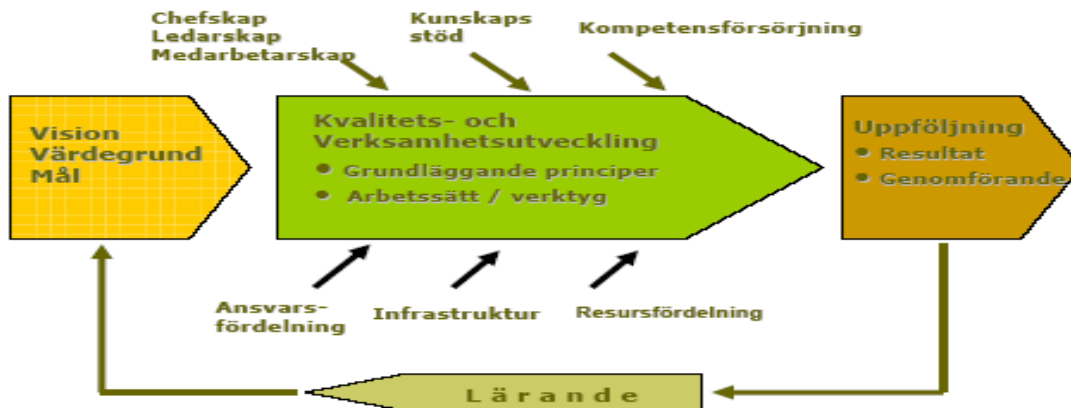 Chefskap
Ledarskap
Medarbetarskap
Kunskaps
stöd
Kompetensförsörjning
Vision
Värdegrund
Mål
Kvalitets- och
Verksamhetsutveckling
• Grundläggande principer
• Arbetssätt / verktyg
Uppföljning
• Resultat
• Genomförande
Ansvars-
fördelning
Infrastruktur
Resursfördelning
Lärande